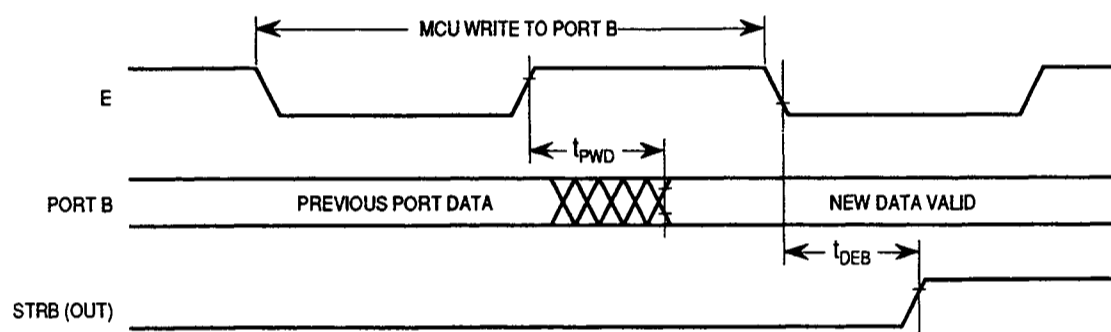 MCU WRITE TO PORT B
E
tPWD
PORT B
PREVIOUS PORT DATA
NEW DATA VALID
tDEB
STRB (OUT)